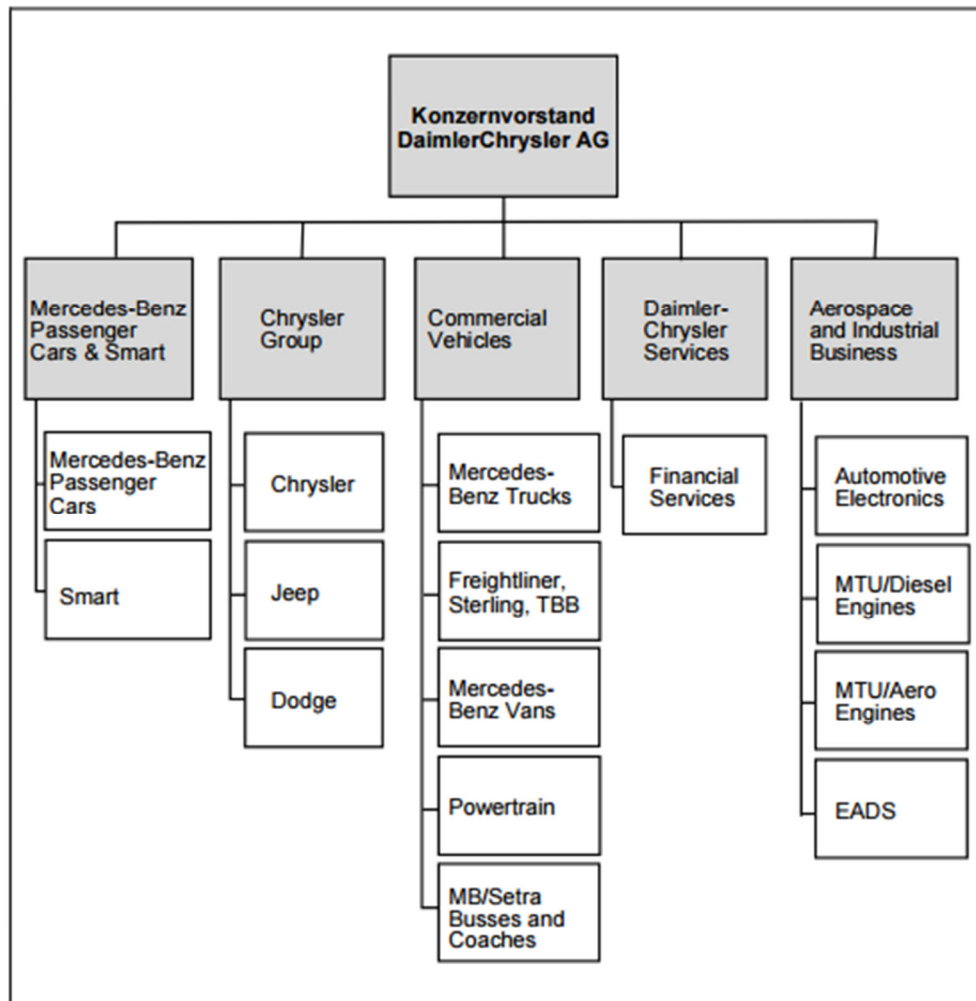 Konzernvorstand
DaimlerChrysler AG
Mercedes-Benz
Passenger
Cars & Smart
Chrysler
Group
Commercial
Vehicles
Daimler-
Chrysler
Services
Aerospace
and Industrial
Business
Mercedes-Benz
Passenger
Cars
Smart
Chrysler
Jeep
Dodge
Mercedes-
Benz Trucks
Freightliner,
Sterling, TBB
Mercedes-
Benz Vans
Powertrain
MB/Setra
Busses and
Coaches
Financial
Services
Automotive
Electronics
MTU/Diesel
Engines
MTU/Aero
Engines
EADS